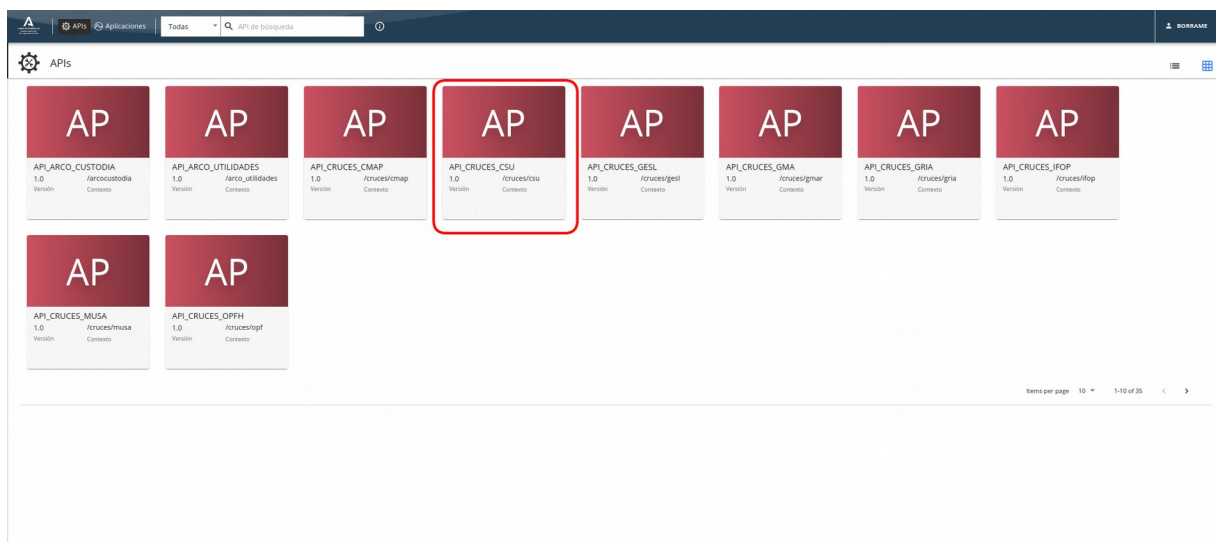 APIs Aplicaciones Todas API de búsqueda BORRAME
APIs
AP AP AP AP AP AP AP AP
API_ARCO_CUSTODIA API_ARCO_UTILIDADES API_CRUCES_CMAP API_CRUCES_CSU API_CRUCES_GESL API_CRUCES_GMA API_CRUCES_GRIA API_CRUCES_IFOP
1.0 /arcocustodia 1.0 /arco_utilidades 1.0 /cruces/cmap 1.0 /cruces/csu 1.0 /cruces/gesl 1.0 /cruces/gmar 1.0 /cruces/gria 1.0 /cruces/ifop
Versión Contexto Versión Contexto Versión Contexto Versión Contexto Versión Contexto Versión Contexto Versión Contexto Versión Contexto
AP AP
API_CRUCES_MUSA API_CRUCES_OPFH
1.0 /cruces/musa 1.0 /cruces/opf
Versión Contexto Versión Contexto
Items per page 10 1-10 of 35